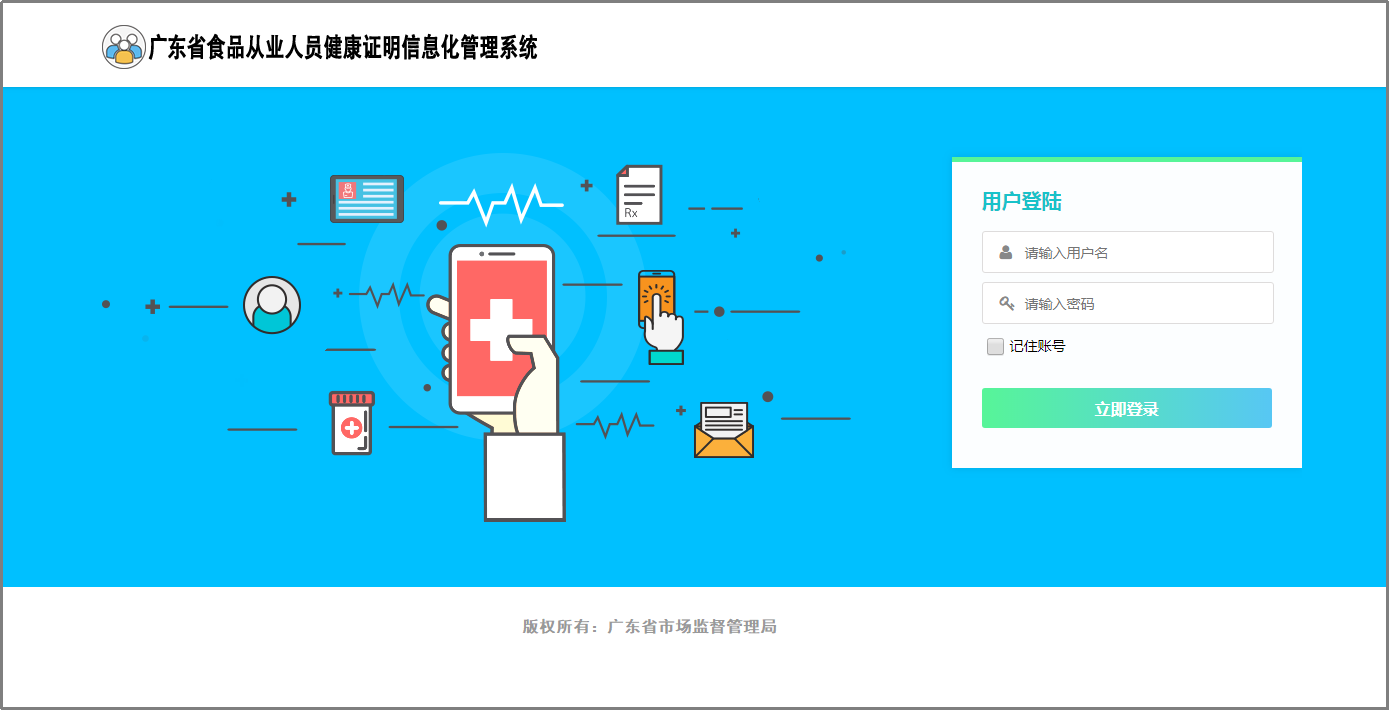 广东省食品从业人员健康证明信息化管理系统
Rx
用户登陆
请输入用户名
请输入密码
记住账号
立即登录
版权所有：广东省市场监督管理局